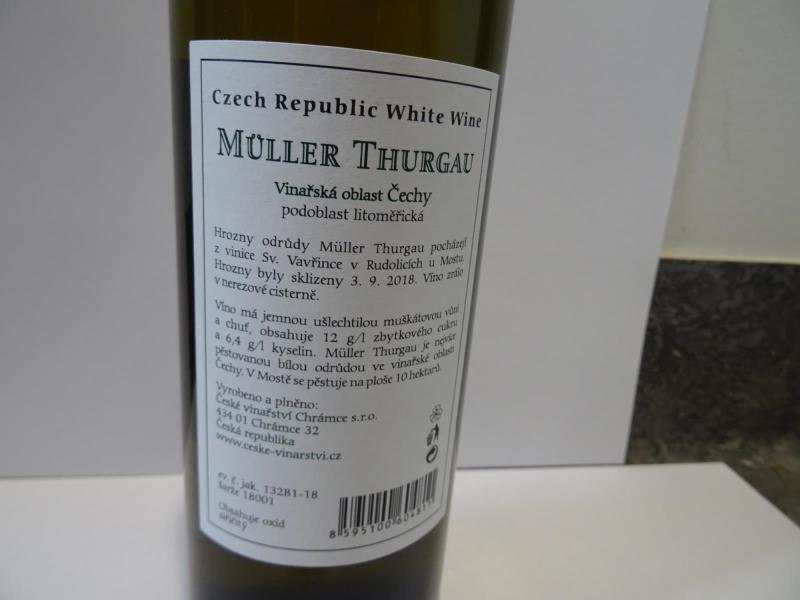 Czech Republic White Wine
MÜLLER THURGAU
Vinařská oblast Čechy
podoblast litoměřická
Hrozny odrůdy Müller Thurgau pocházejí
z vinice Sv. Vavřince v Rudolicích u Mostu.
Hrozny byly sklizeny 3. 9. 2018. Víno zrálo
v nerezové cisterně.
Víno má jemnou ušlechtilou muškátovou vůni
a chuť, obsahuje 12 g/l zbytkového cukru
a 6,4 g/l kyselin. Müller Thurgau je nejvíce
pěstovanou bílou odrůdou ve vinařské oblasti
Čechy. V Mostě se pěstuje na ploše 10 hektarů.
Vyrobeno a plněno:
České vinařství Chrámce s.r.o.
434 01 Chrámce 32
Česká republika
www.ceske-vinarstvi.cz
ev. č. jak. 132B1-18
šarže 18001
Obsahuje oxid
siřičitý